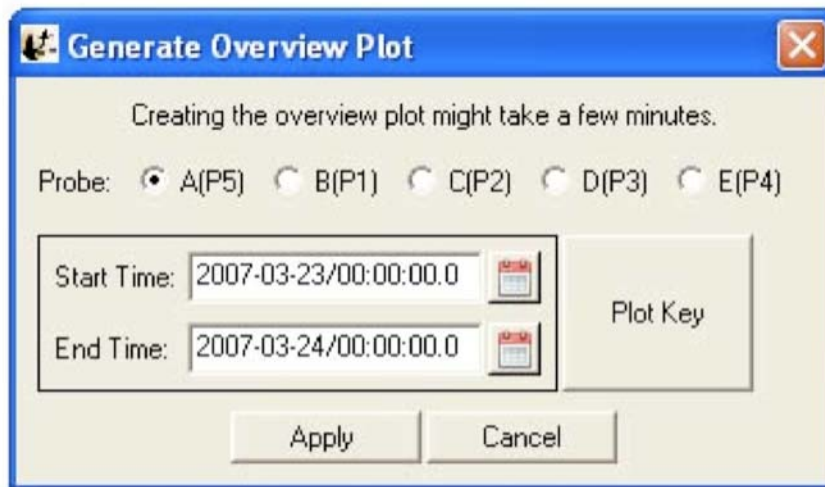 Generate Overview Plot
Creating the overview plot might take a few minutes.
Probe: A(P5) B(P1) C(P2) D(P3) E(P4)
Start Time: 2007-03-23/00:00:00.0
End Time: 2007-03-24/00:00:00.0
Plot Key
Apply Cancel